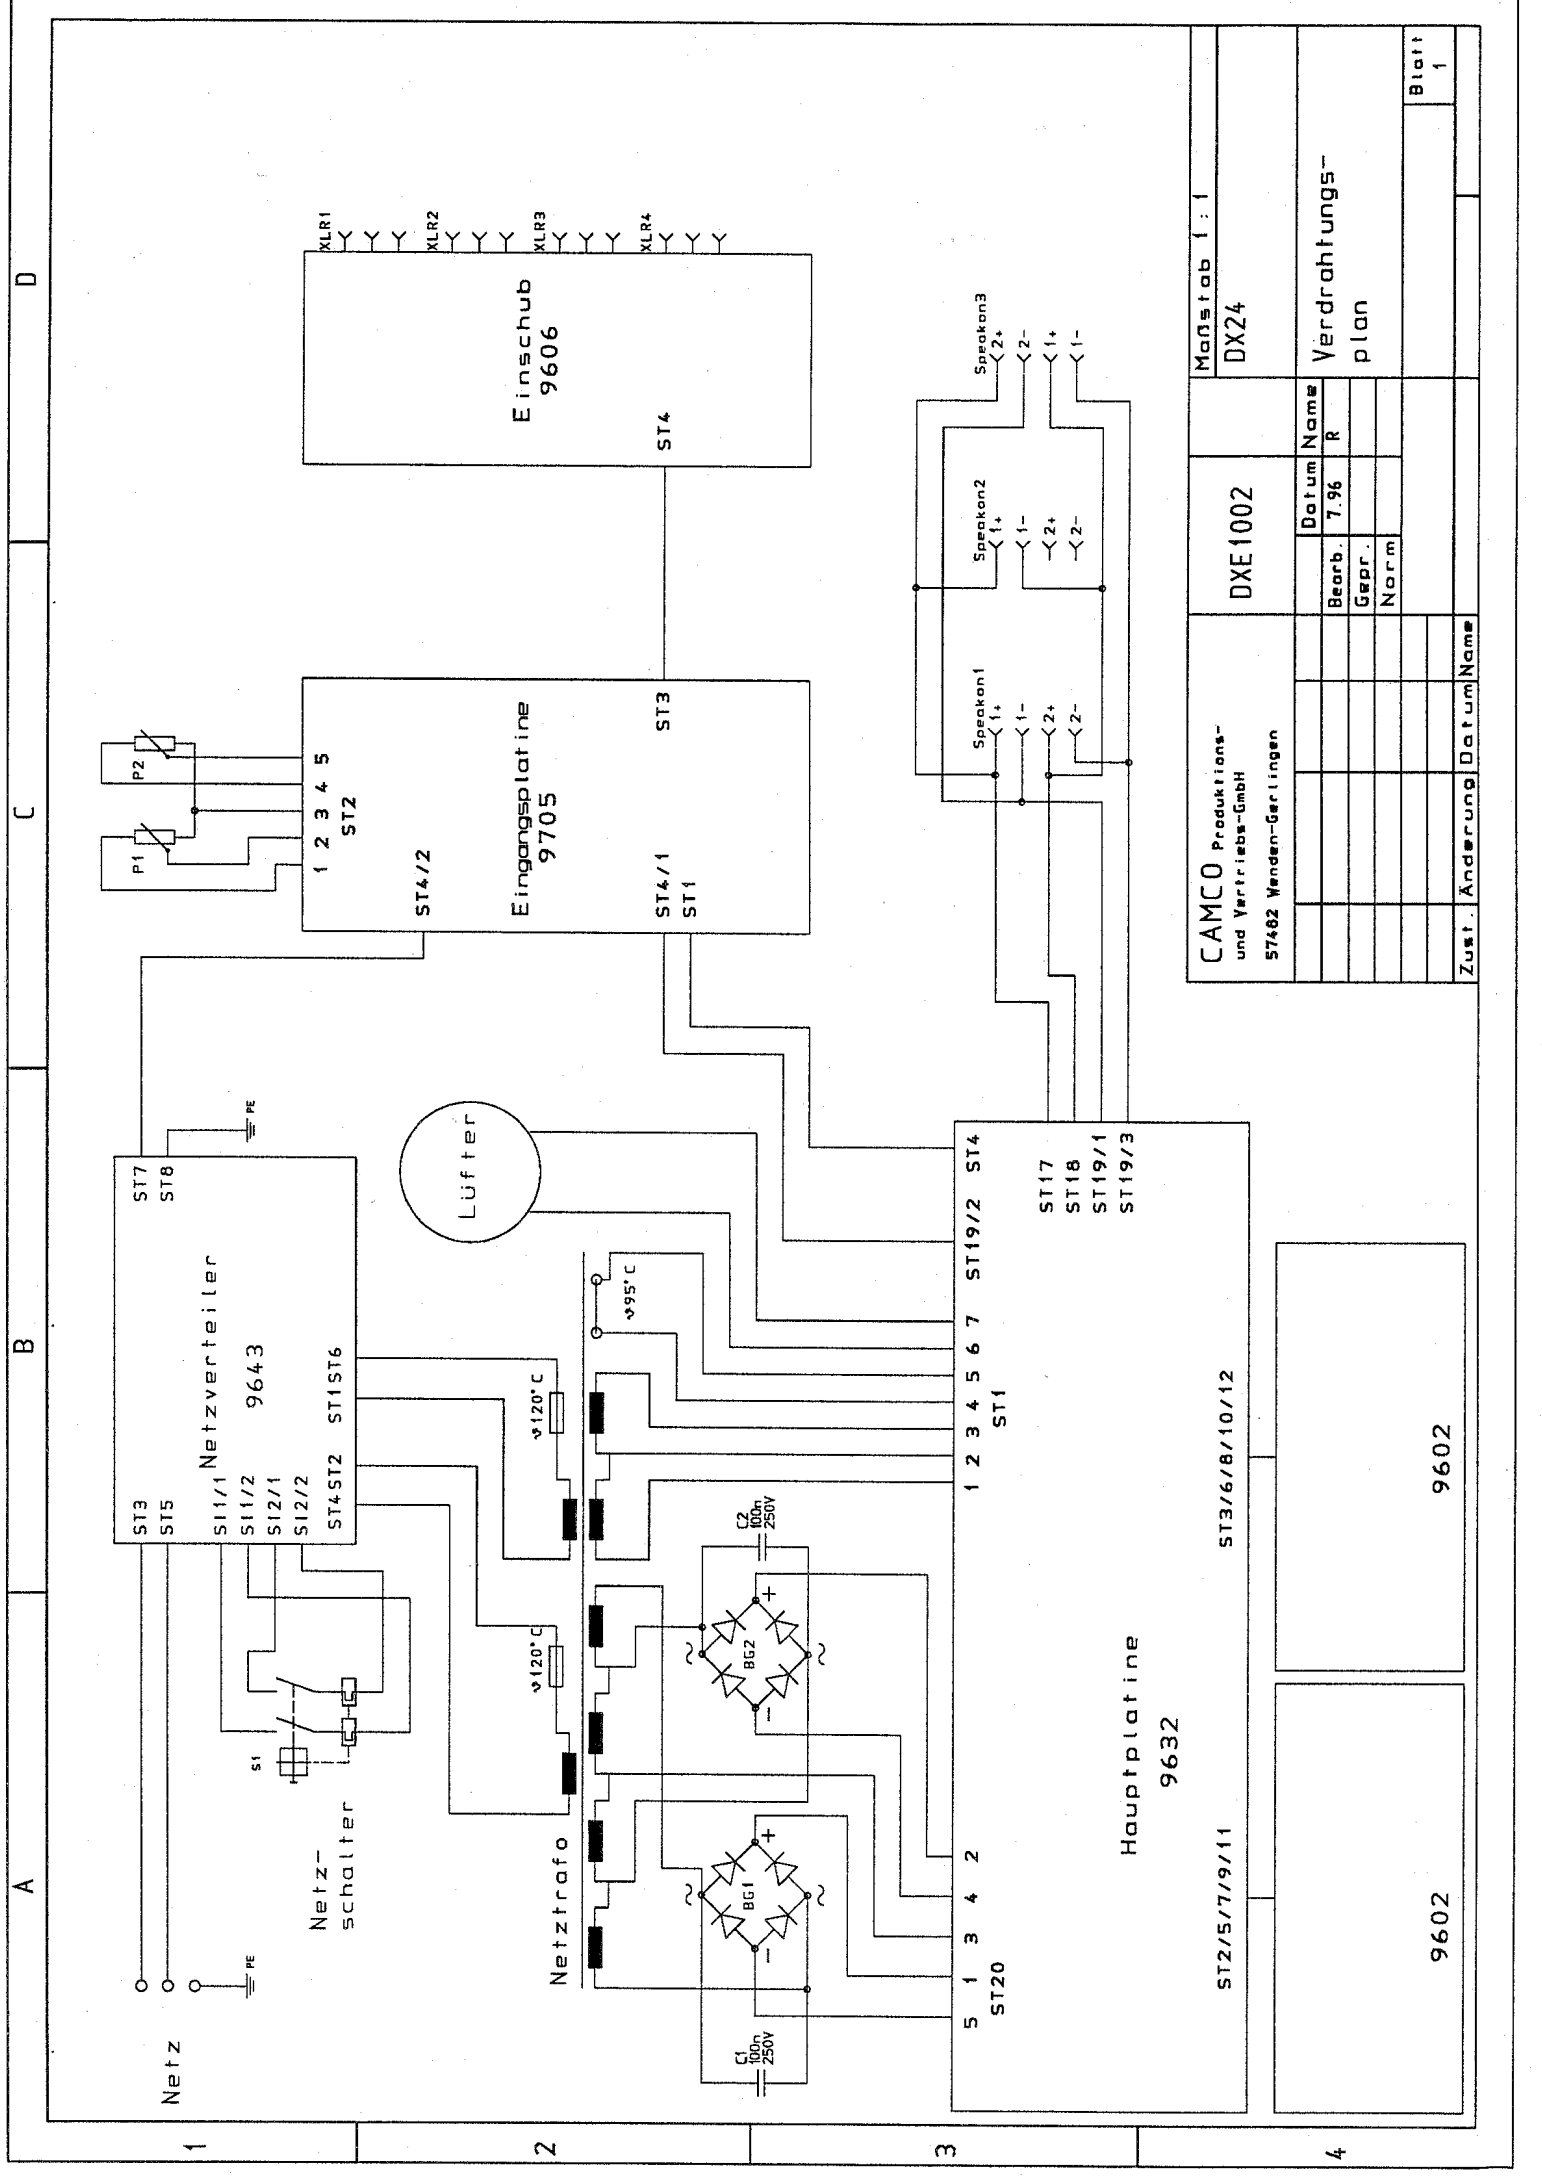 A
B
C
D
1
2
3
4
Netz
PE
Netz-
schalter
S1
ST3
ST5
SI1/1
SI1/2
SI2/1
SI2/2
ST4 ST2
ST1 ST6
Netzverteiler
9643
ST7
ST8
PE
P1
P2
1 2 3 4 5
ST2
ST4/2
Eingangsplatine
9705
ST4/1
ST1
ST3
Einschub
9606
ST4
XLR1
XLR2
XLR3
XLR4
Netztrafo
ϑ120°C
ϑ120°C
ϑ95°C
Lüfter
C1
100n
250V
BG1
~
~
+
−
C2
100n
250V
BG2
~
~
+
−
5 1 3 4 2
ST20
1 2 3 4 5 6 7
ST1
ST19/2
ST4
ST17
ST18
ST19/1
ST19/3
Hauptplatine
9632
ST2/5/7/9/11
ST3/6/8/10/12
9602
9602
Speakon1
1+
1-
2+
2-
Speakon2
1+
1-
2+
2-
Speakon3
2+
2-
1+
1-
CAMCO Produktions-
und Vertriebs-GmbH
57482 Wenden-Gerlingen
DXE1002
Maßstab 1:1
DX24
Datum Name
Bearb. 7.96 R
Gepr.
Norm
Verdrahtungs-
plan
Blatt
1
Zust. Änderung Datum Name